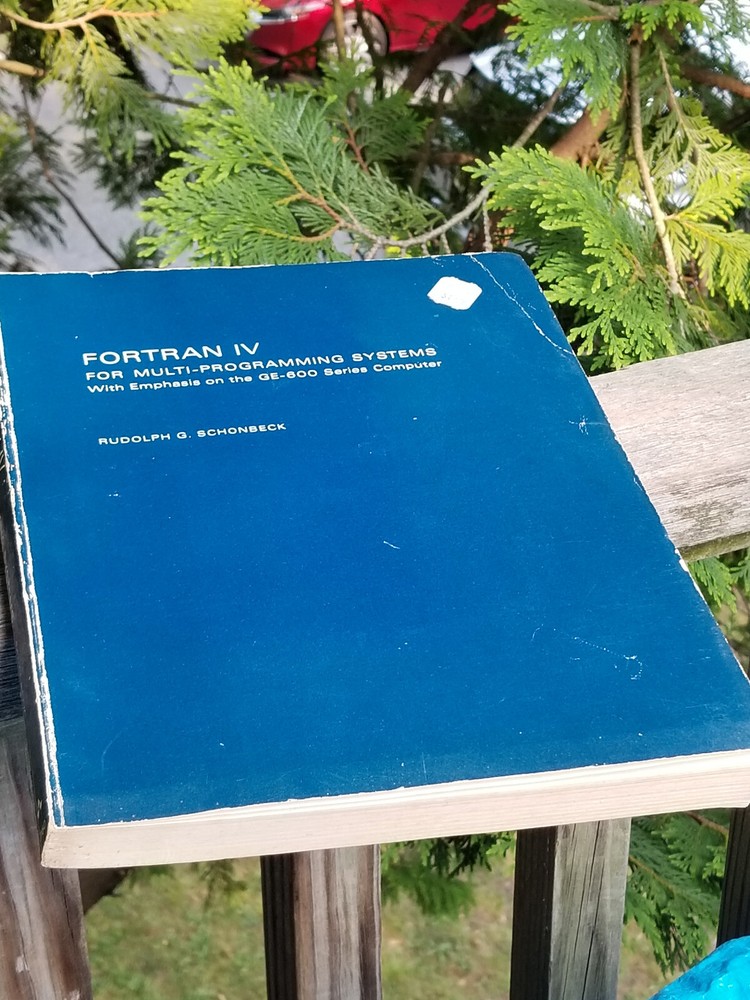 FORTRAN IV
FOR MULTI-PROGRAMMING SYSTEMS
With Emphasis on the GE-600 Series Computer
RUDOLPH G. SCHONBECK